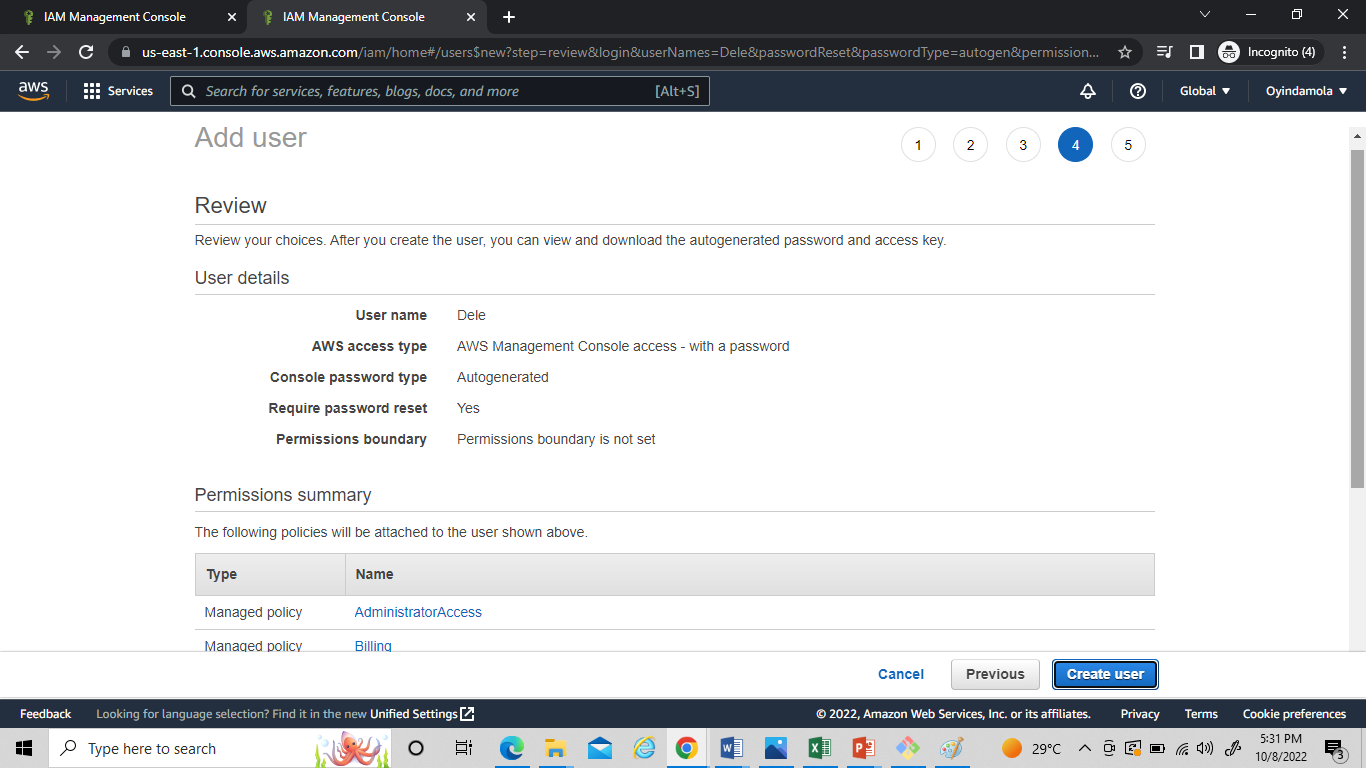 IAM Management Console
IAM Management Console
us-east-1.console.aws.amazon.com/iam/home#/users$new?step=review&login&userNames=Dele&passwordReset&passwordType=autogen&permission...
Incognito (4)
aws
Services
Search for services, features, blogs, docs, and more
[Alt+S]
Global
Oyindamola
Add user
1 2 3 4 5
Review
Review your choices. After you create the user, you can view and download the autogenerated password and access key.
User details
User name Dele
AWS access type AWS Management Console access - with a password
Console password type Autogenerated
Require password reset Yes
Permissions boundary Permissions boundary is not set
Permissions summary
The following policies will be attached to the user shown above.
Type Name
Managed policy AdministratorAccess
Managed policy Billing
Cancel Previous Create user
Feedback Looking for language selection? Find it in the new Unified Settings © 2022, Amazon Web Services, Inc. or its affiliates. Privacy Terms Cookie preferences
Type here to search
29°C
5:31 PM
10/8/2022
3